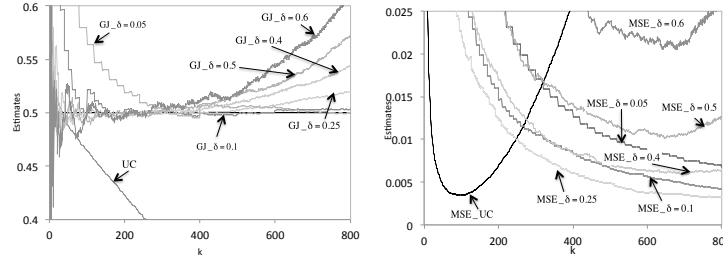 0.6
0.55
0.5
0.45
0.4
Estimates
0
200
400
600
800
k
GJ_δ = 0.05
GJ_δ = 0.6
GJ_δ = 0.4
GJ_δ = 0.5
GJ_δ = 0.25
GJ_δ = 0.1
UC
0.025
0.02
0.015
0.01
0.005
0
Estimates
0
200
400
600
800
k
MSE_δ = 0.6
MSE_δ = 0.05
MSE_δ = 0.5
MSE_δ = 0.4
MSE_δ = 0.25
MSE_δ = 0.1
MSE_UC